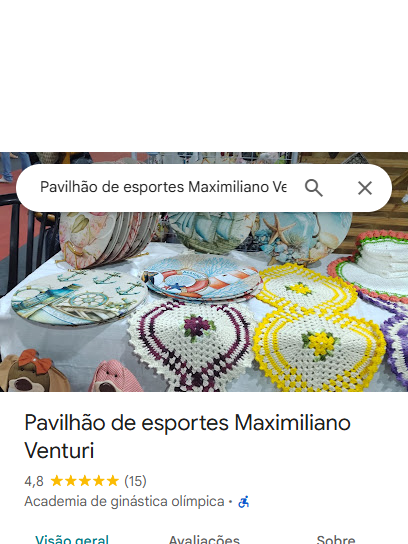 Pavilhão de esportes Maximiliano Ve
Pavilhão de esportes Maximiliano
Venturi
4,8 (15)
Academia de ginástica olímpica ·
Visão geral Avaliações Sobre